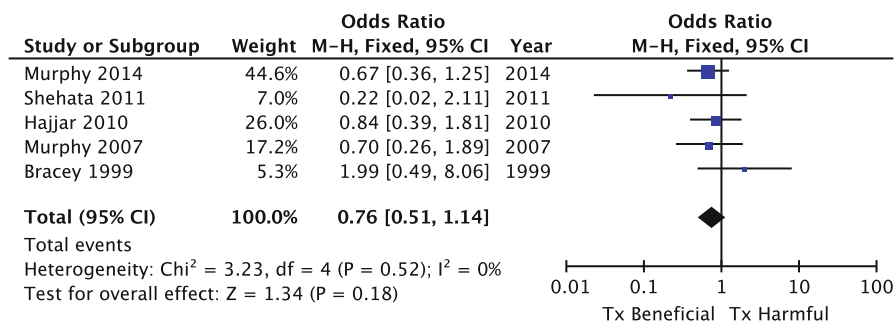 Odds Ratio Odds Ratio
Study or Subgroup Weight M-H, Fixed, 95% CI Year M-H, Fixed, 95% CI
Murphy 2014 44.6% 0.67 [0.36, 1.25] 2014
Shehata 2011 7.0% 0.22 [0.02, 2.11] 2011
Hajjar 2010 26.0% 0.84 [0.39, 1.81] 2010
Murphy 2007 17.2% 0.70 [0.26, 1.89] 2007
Bracey 1999 5.3% 1.99 [0.49, 8.06] 1999
Total (95% CI) 100.0% 0.76 [0.51, 1.14]
Total events
Heterogeneity: Chi² = 3.23, df = 4 (P = 0.52); I² = 0%
Test for overall effect: Z = 1.34 (P = 0.18)
0.01 0.1 1 10 100
Tx Beneficial Tx Harmful